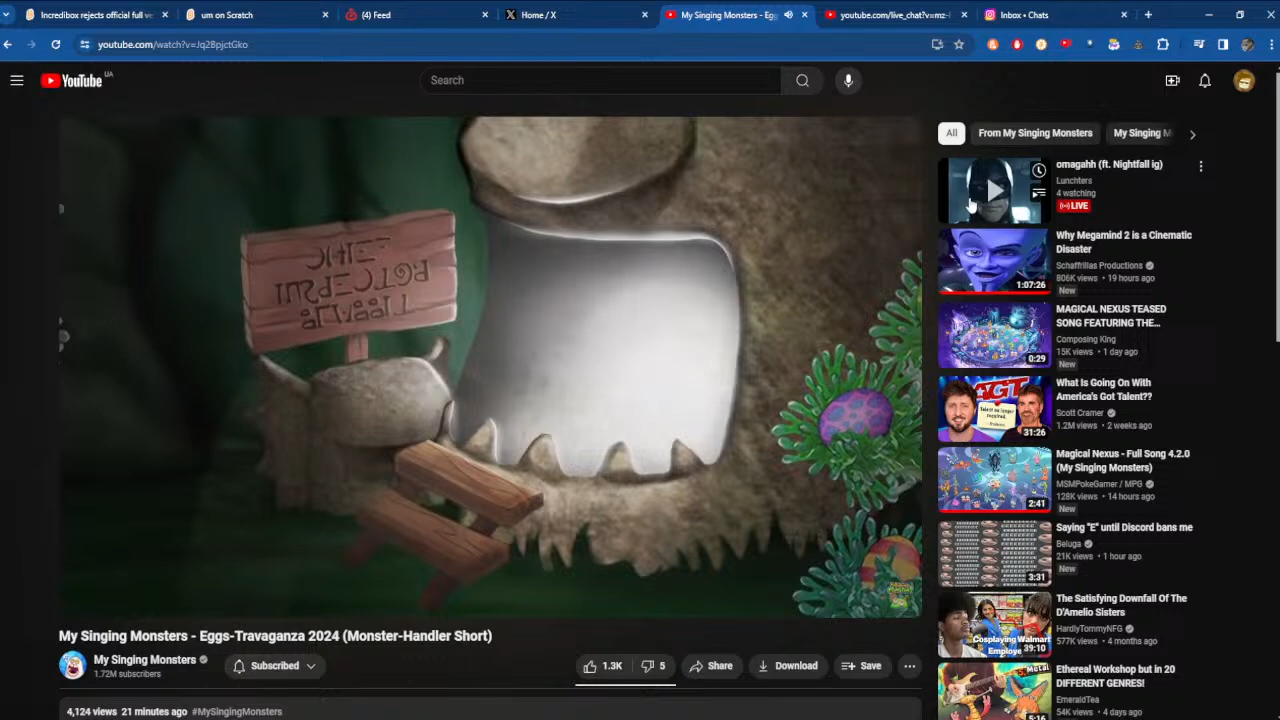 Incredibox rejects official full ve
um on Scratch
(4) Feed
Home / X
My Singing Monsters - Egg
youtube.com/live_chat?v=mz-
Inbox • Chats
youtube.com/watch?v=Jq2BpjctGko
YouTube UA
Search
All
From My Singing Monsters
My Singing M
omagahh (ft. Nightfall ig)
Lunchters
4 watching
LIVE
Why Megamind 2 is a Cinematic
Disaster
Schaffrillas Productions
806K views • 19 hours ago
New
1:07:26
MAGICAL NEXUS TEASED
SONG FEATURING THE...
Composing King
15K views • 1 day ago
New
0:29
What Is Going On With
America's Got Talent??
Scott Cramer
1.2M views • 2 weeks ago
AGT
31:26
Magical Nexus - Full Song 4.2.0
(My Singing Monsters)
MSMPokeGamer / MPG
128K views • 14 hours ago
New
2:41
Saying "E" until Discord bans me
Beluga
21K views • 1 hour ago
New
3:31
The Satisfying Downfall Of The
D'Amelio Sisters
HardlyTommyNFG
577K views • 4 months ago
Cosplaying Walmart
Employe
39:10
Ethereal Workshop but in 20
DIFFERENT GENRES!
EmeraldTea
54K views • 4 days ago
Metal
5:16
My Singing Monsters - Eggs-Travaganza 2024 (Monster-Handler Short)
My Singing Monsters
1.72M subscribers
Subscribed
1.3K
5
Share
Download
Save
4,124 views 21 minutes ago #MySingingMonsters